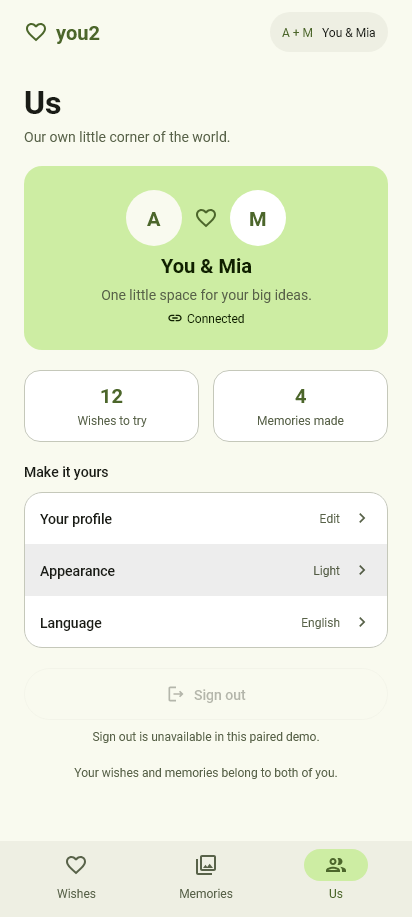 you2
A + M You & Mia
Us
Our own little corner of the world.
A M
You & Mia
One little space for your big ideas.
Connected
12
Wishes to try
4
Memories made
Make it yours
Your profile Edit
Appearance Light
Language English
Sign out
Sign out is unavailable in this paired demo.
Your wishes and memories belong to both of you.
Wishes Memories Us